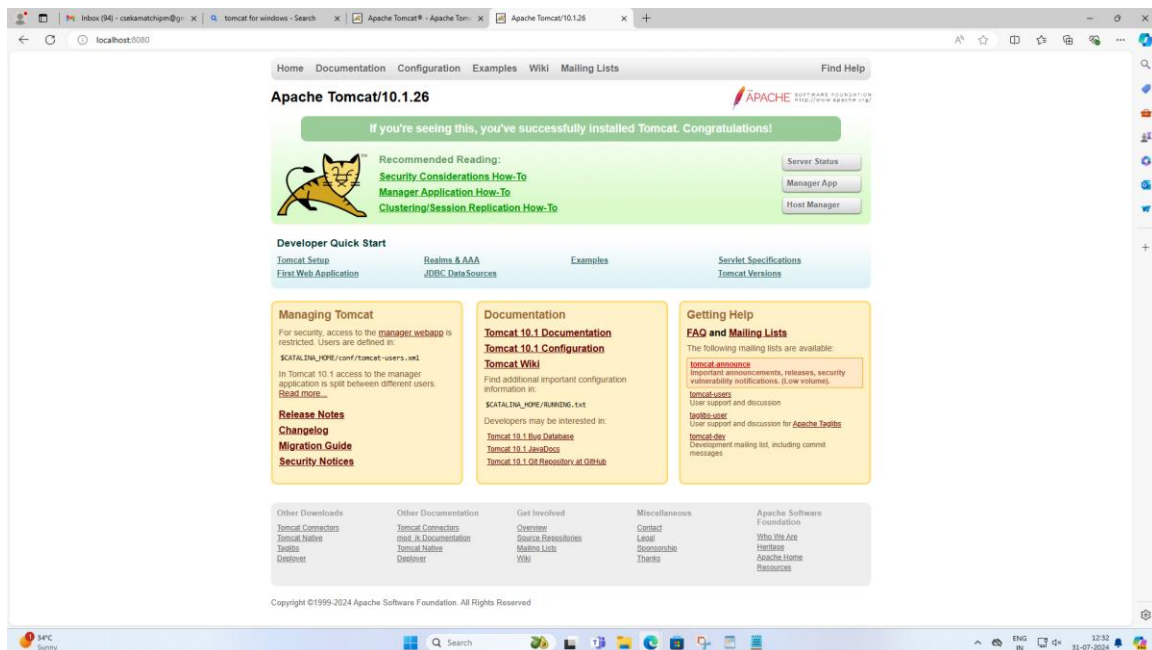 Inbox (94) - csekamatchipm@gm
tomcat for windows - Search
Apache Tomcat® - Apache Tomc
Apache Tomcat/10.1.26
localhost:8080
Home Documentation Configuration Examples Wiki Mailing Lists Find Help
Apache Tomcat/10.1.26
APACHE SOFTWARE FOUNDATION
http://www.apache.org/
If you're seeing this, you've successfully installed Tomcat. Congratulations!
TM
Recommended Reading:
Security Considerations How-To
Manager Application How-To
Clustering/Session Replication How-To
Server Status
Manager App
Host Manager
Developer Quick Start
Tomcat Setup
First Web Application
Realms & AAA
JDBC DataSources
Examples
Servlet Specifications
Tomcat Versions
Managing Tomcat
For security, access to the manager webapp is
restricted. Users are defined in:
$CATALINA_HOME/conf/tomcat-users.xml
In Tomcat 10.1 access to the manager
application is split between different users.
Read more...
Release Notes
Changelog
Migration Guide
Security Notices
Documentation
Tomcat 10.1 Documentation
Tomcat 10.1 Configuration
Tomcat Wiki
Find additional important configuration
information in:
$CATALINA_HOME/RUNNING.txt
Developers may be interested in:
Tomcat 10.1 Bug Database
Tomcat 10.1 JavaDocs
Tomcat 10.1 Git Repository at GitHub
Getting Help
FAQ and Mailing Lists
The following mailing lists are available:
tomcat-announce
Important announcements, releases, security
vulnerability notifications. (Low volume).
tomcat-users
User support and discussion
taglibs-user
User support and discussion for Apache Taglibs
tomcat-dev
Development mailing list, including commit
messages
Other Downloads
Tomcat Connectors
Tomcat Native
Taglibs
Deployer
Other Documentation
Tomcat Connectors
mod_jk Documentation
Tomcat Native
Deployer
Get Involved
Overview
Source Repositories
Mailing Lists
Wiki
Miscellaneous
Contact
Legal
Sponsorship
Thanks
Apache Software
Foundation
Who We Are
Heritage
Apache Home
Resources
Copyright ©1999-2024 Apache Software Foundation. All Rights Reserved
1
34°C
Sunny
Search
ENG
IN
12:32
31-07-2024